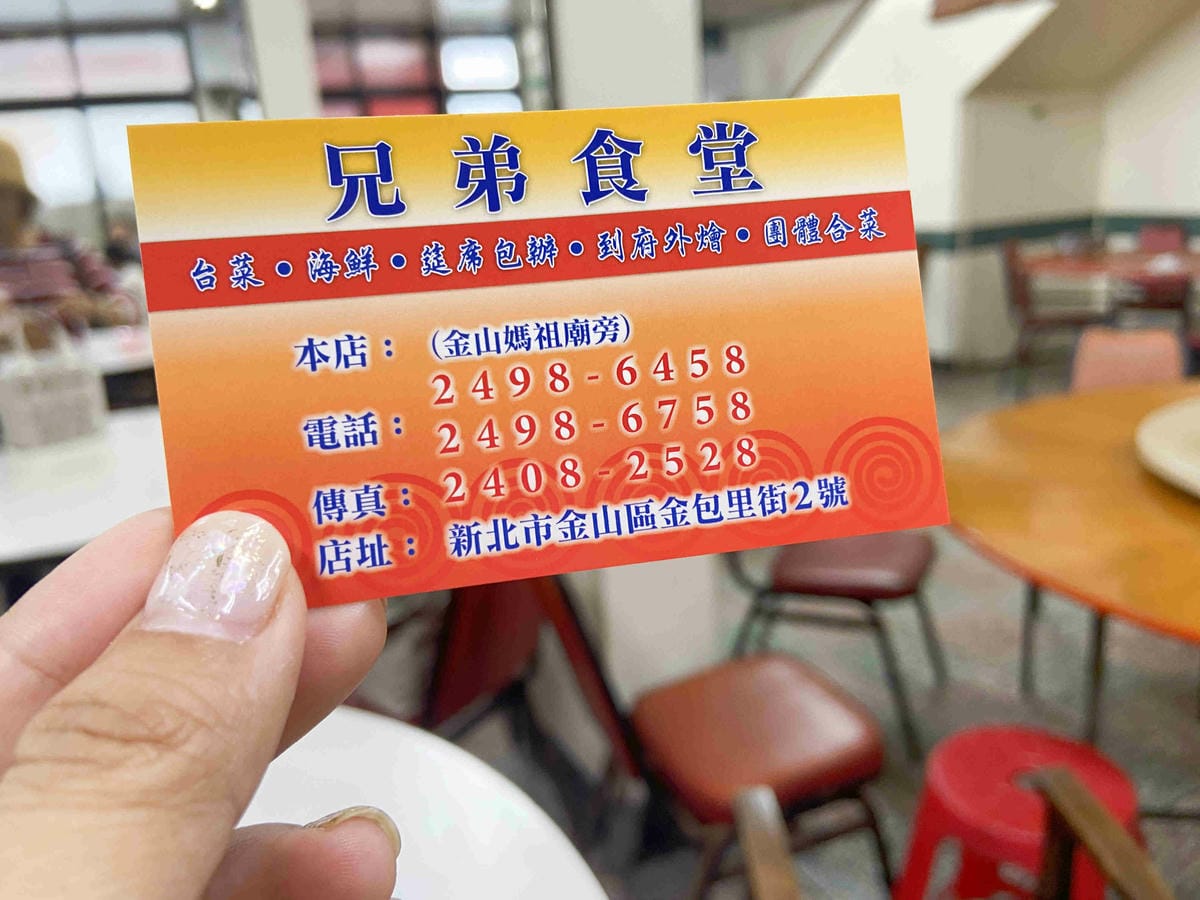 兄弟食堂
台菜•海鮮•筵席包辦•到府外燴•團體合菜
本店：(金山媽祖廟旁)
2498-6458
電話：2498-6758
傳真：2408-2528
店址：新北市金山區金包里街2號